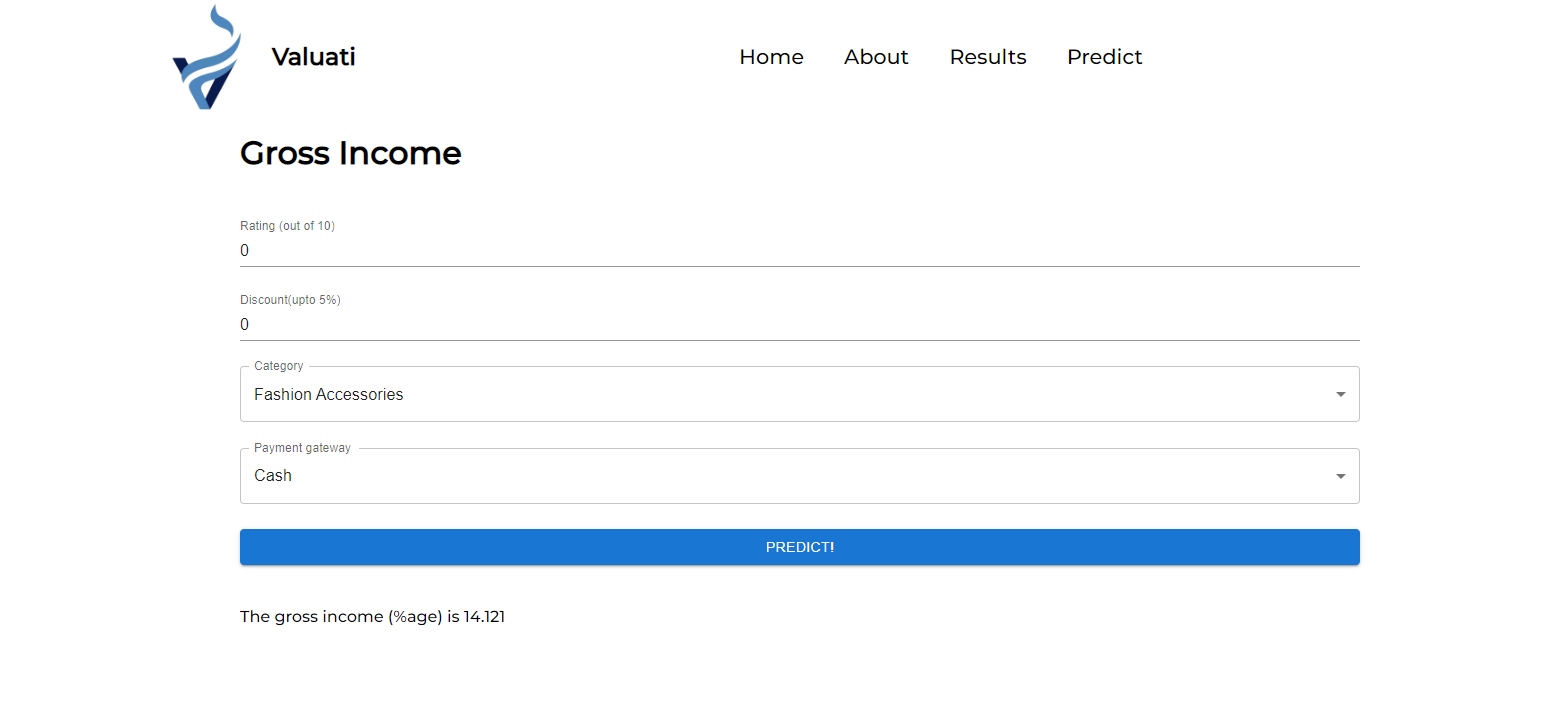 Valuati
Home About Results Predict
Gross Income
Rating (out of 10)
0
Discount(upto 5%)
0
Category
Fashion Accessories
Payment gateway
Cash
PREDICT!
The gross income (%age) is 14.121